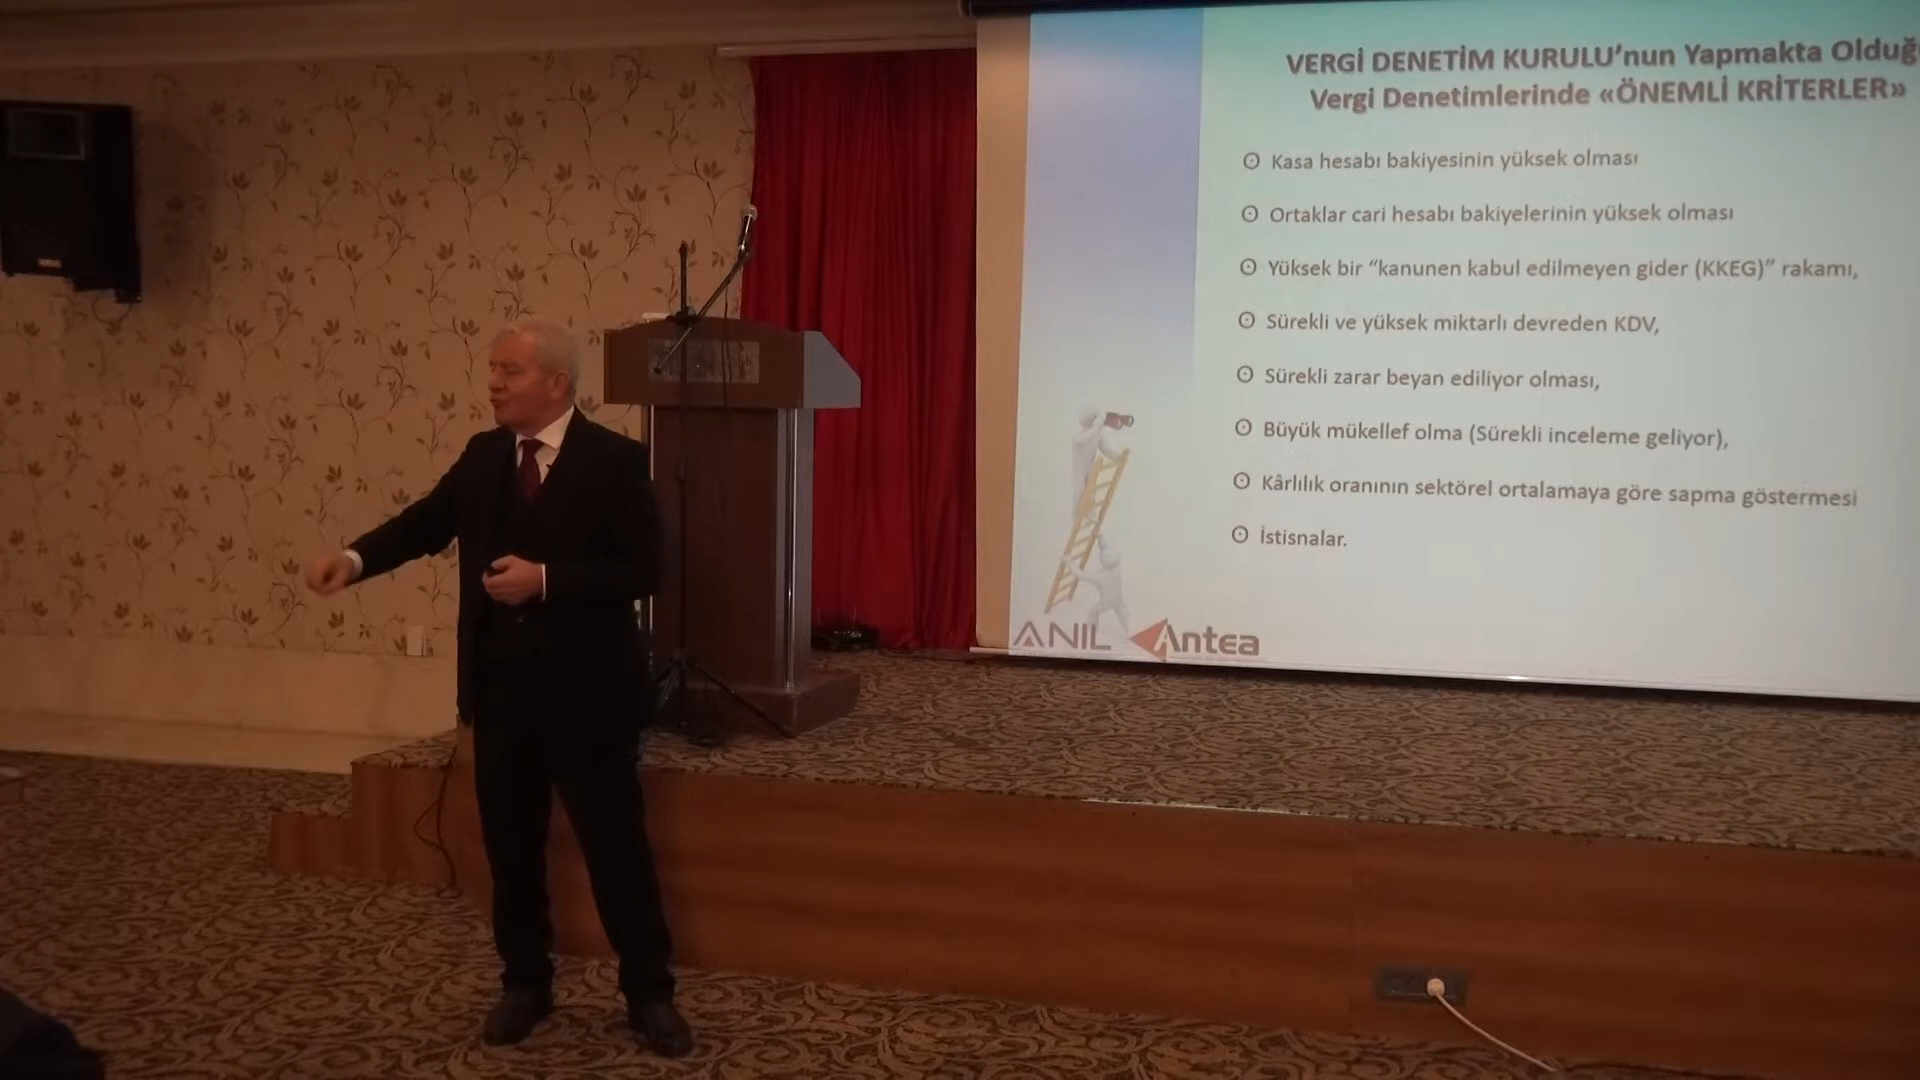 VERGİ DENETİM KURULU’nun Yapmakta Olduğ
Vergi Denetimlerinde «ÖNEMLİ KRİTERLER»
Kasa hesabı bakiyesinin yüksek olması
Ortaklar cari hesabı bakiyelerinin yüksek olması
Yüksek bir “kanunen kabul edilmeyen gider (KKEG)” rakamı,
Sürekli ve yüksek miktarlı devreden KDV,
Sürekli zarar beyan ediliyor olması,
Büyük mükellef olma (Sürekli inceleme geliyor),
Kârlılık oranının sektörel ortalamaya göre sapma göstermesi
İstisnalar.
ANIL Antea